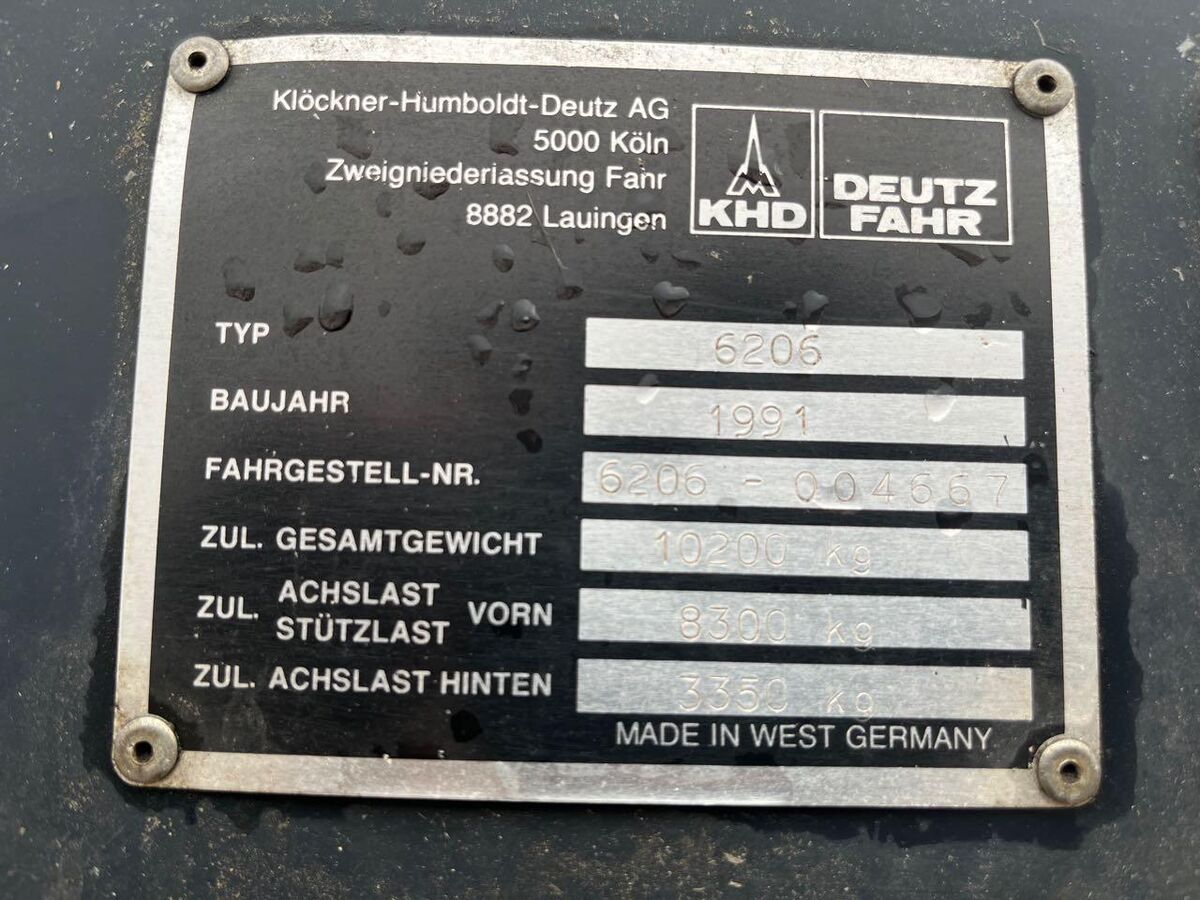 Klöckner-Humboldt-Deutz AG
5000 Köln
Zweigniederlassung Fahr
8882 Lauingen
KHD
DEUTZ
FAHR
TYP 6206
BAUJAHR 1991
FAHRGESTELL-NR. 6206 - 004667
ZUL. GESAMTGEWICHT 10200 kg
ZUL. ACHSLAST STÜTZLAST VORN 8300 kg
ZUL. ACHSLAST HINTEN 3350 kg
MADE IN WEST GERMANY